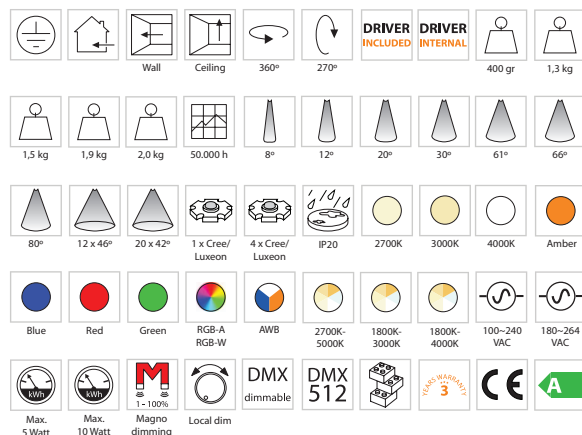 DRIVER DRIVER
INCLUDED INTERNAL
Wall Ceiling 360º 270º 400 gr 1,3 kg
1,5 kg 1,9 kg 2,0 kg 50.000 h 8º 12º 20º 30º 61º 66º
80º 12 x 46º 20 x 42º 1 x Cree/ 4 x Cree/ IP20 2700K 3000K 4000K Amber
Luxeon Luxeon
Blue Red Green RGB-A AWB 2700K- 1800K- 1800K- 100~240 180~264
RGB-W 5000K 3000K 4000K VAC VAC
kWh kWh M 1 - 100% DMX DMX YEARS WARRANTY CE A
dimmable 512 3
Max. Max. Magno Local dim
5 Watt 10 Watt dimming